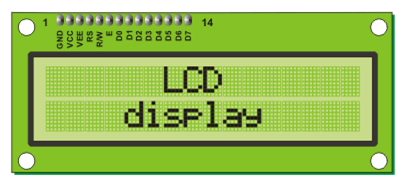 1 14
GND VCC VEE RS R/W E D0 D1 D2 D3 D4 D5 D6 D7
LCD
display